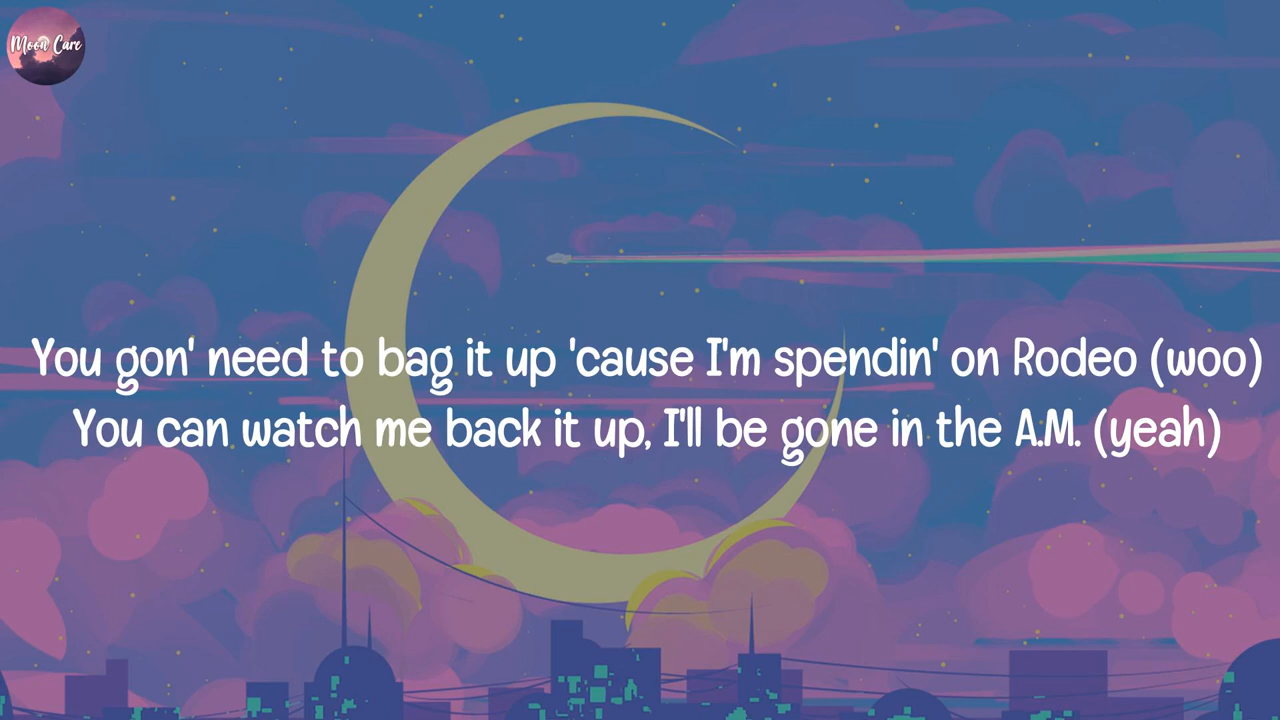 Moon Care
You gon' need to bag it up 'cause I'm spendin' on Rodeo (woo)
You can watch me back it up, I'll be gone in the A.M. (yeah)